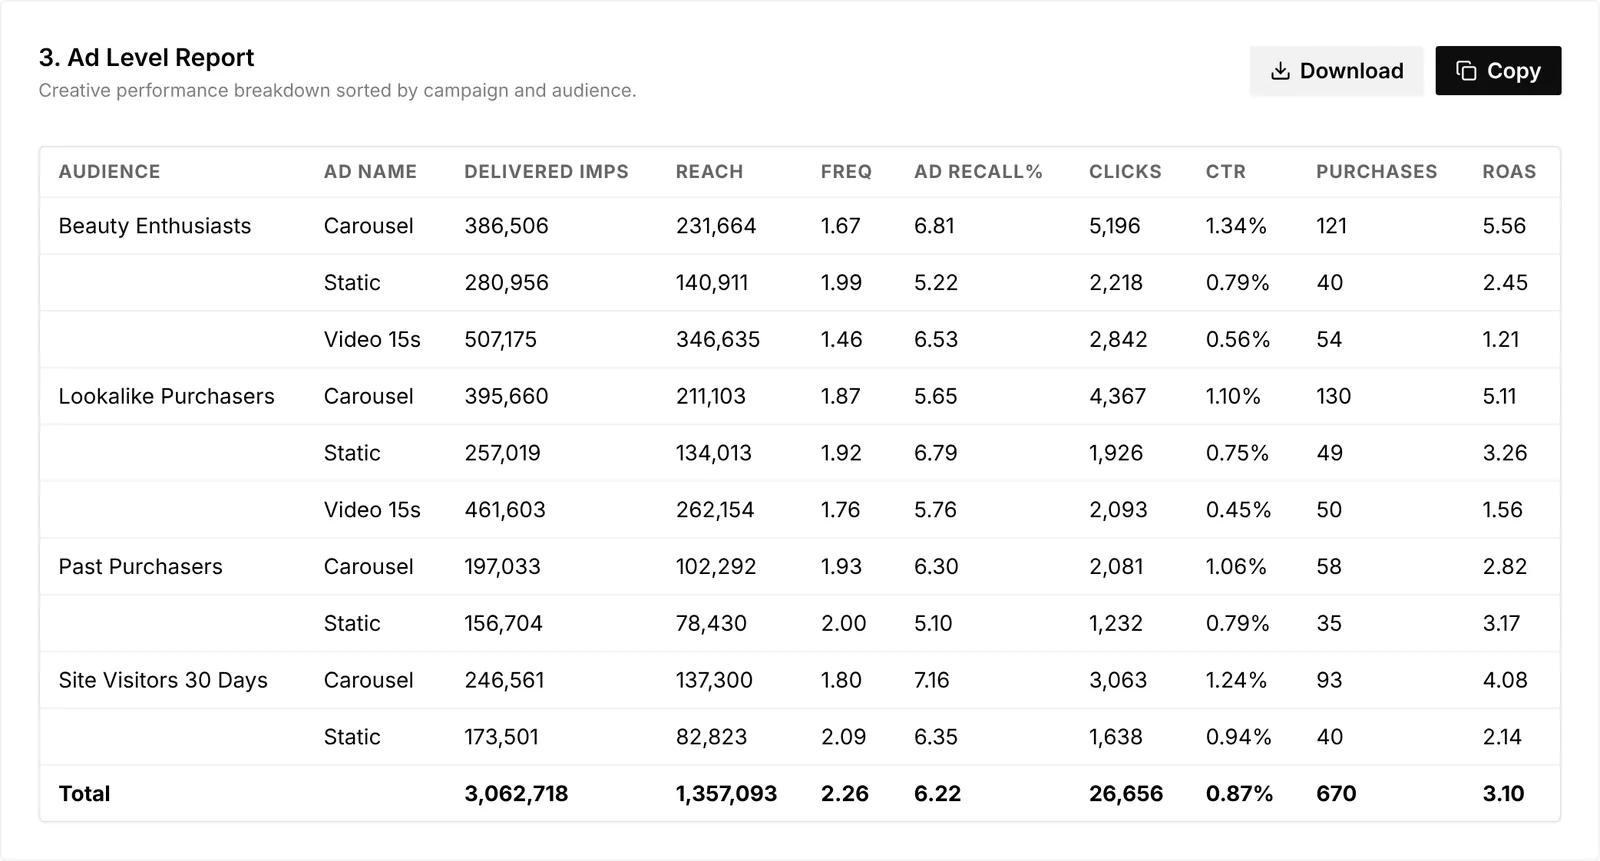 3. Ad Level Report
Creative performance breakdown sorted by campaign and audience.
Download
Copy
AUDIENCE AD NAME DELIVERED IMPS REACH FREQ AD RECALL% CLICKS CTR PURCHASES ROAS
Beauty Enthusiasts Carousel 386,506 231,664 1.67 6.81 5,196 1.34% 121 5.56
Static 280,956 140,911 1.99 5.22 2,218 0.79% 40 2.45
Video 15s 507,175 346,635 1.46 6.53 2,842 0.56% 54 1.21
Lookalike Purchasers Carousel 395,660 211,103 1.87 5.65 4,367 1.10% 130 5.11
Static 257,019 134,013 1.92 6.79 1,926 0.75% 49 3.26
Video 15s 461,603 262,154 1.76 5.76 2,093 0.45% 50 1.56
Past Purchasers Carousel 197,033 102,292 1.93 6.30 2,081 1.06% 58 2.82
Static 156,704 78,430 2.00 5.10 1,232 0.79% 35 3.17
Site Visitors 30 Days Carousel 246,561 137,300 1.80 7.16 3,063 1.24% 93 4.08
Static 173,501 82,823 2.09 6.35 1,638 0.94% 40 2.14
Total 3,062,718 1,357,093 2.26 6.22 26,656 0.87% 670 3.10